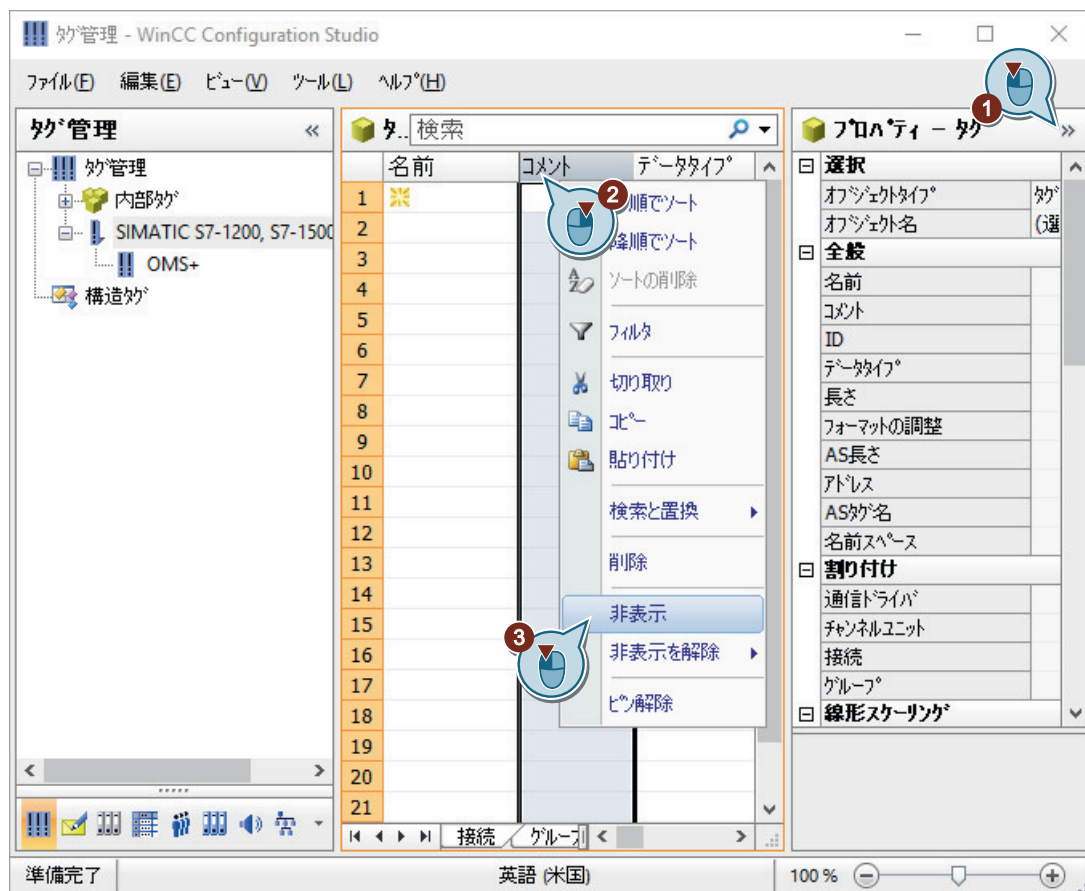 タグ管理 - WinCC Configuration Studio
ファイル(F) 編集(E) ビュー(V) ツール(L) ヘルプ(H)
タグ管理 «
タグ管理
内部タグ
SIMATIC S7-1200, S7-1500
OMS+
構造タグ
タ.. 検索
名前 コメント データタイプ
1
2
3
4
5
6
7
8
9
10
11
12
13
14
15
16
17
18
19
20
21
順でソート
降順でソート
ソートの削除
フィルタ
切り取り
コピー
貼り付け
検索と置換
削除
非表示
非表示を解除
ピン解除
1
2
3
接続 グループ
プロパティ - タグ »
選択
オブジェクトタイプ タグ
オブジェクト名 (選
全般
名前
コメント
ID
データタイプ
長さ
フォーマットの調整
AS長さ
アドレス
ASタグ名
名前スペース
割り付け
通信ドライバ
チャンネルユニット
接続
グループ
線形スケーリング
準備完了 英語 (米国) 100 %